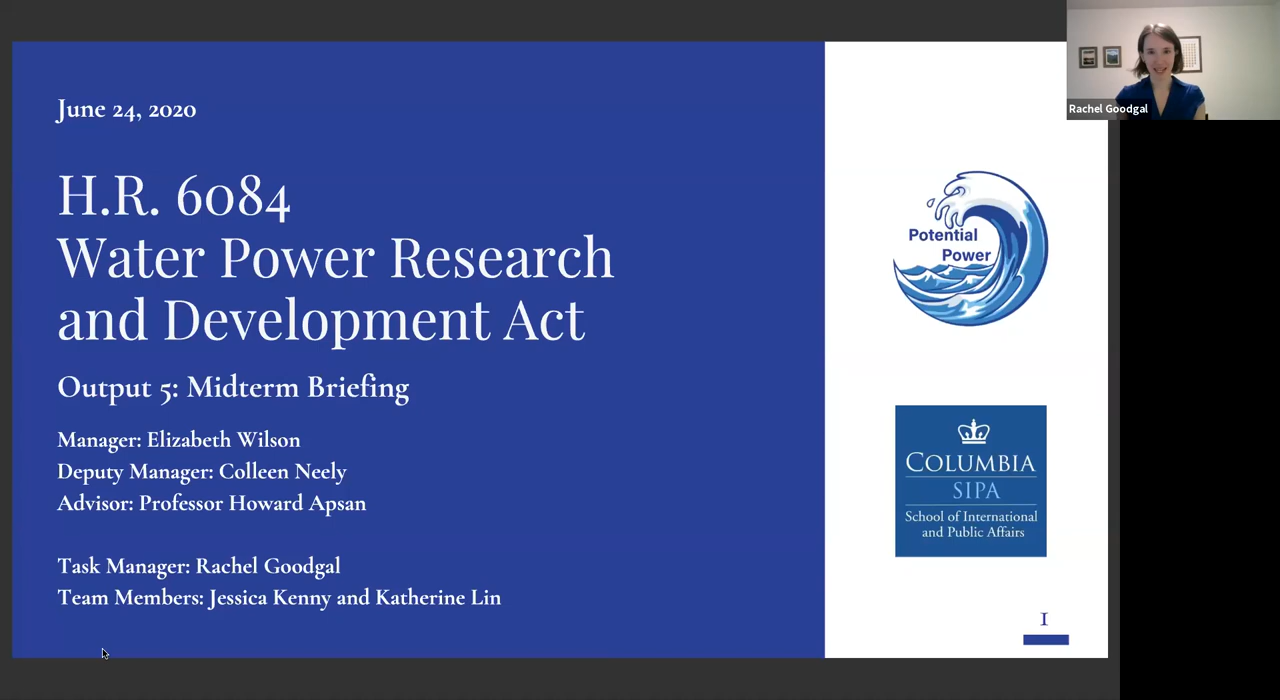 June 24, 2020
H.R. 6084
Water Power Research
and Development Act
Output 5: Midterm Briefing
Manager: Elizabeth Wilson
Deputy Manager: Colleen Neely
Advisor: Professor Howard Apsan
Task Manager: Rachel Goodgal
Team Members: Jessica Kenny and Katherine Lin
Potential
Power
COLUMBIA
SIPA
School of International
and Public Affairs
1
Rachel Goodgal